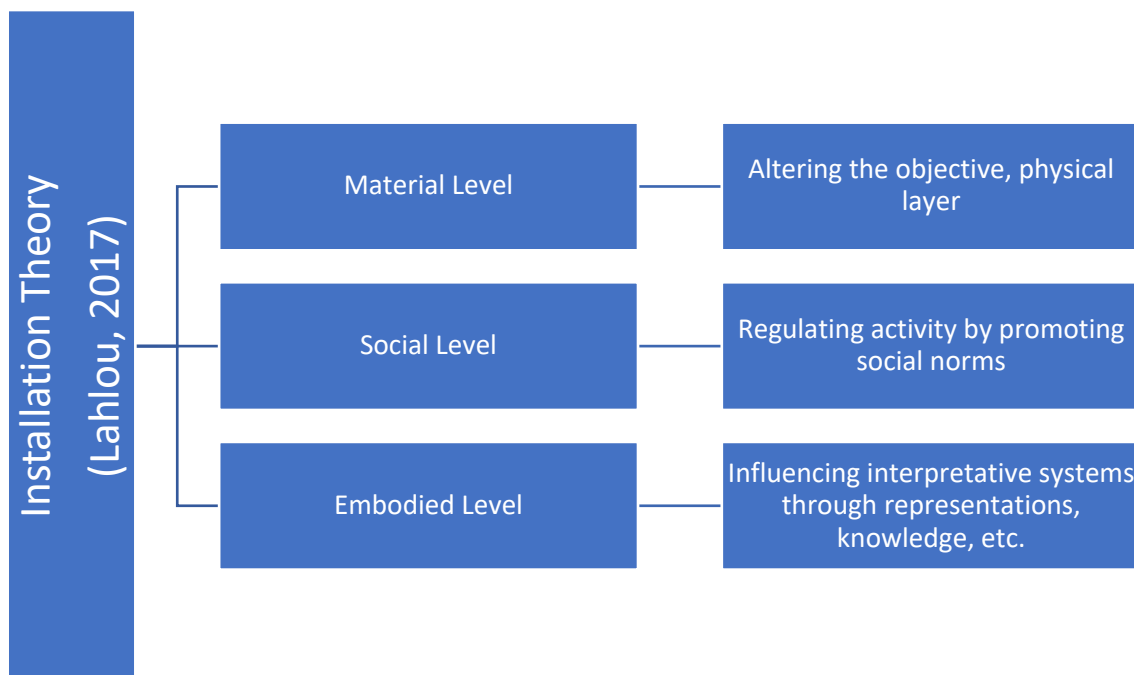 Installation Theory
(Lahlou, 2017)
Material Level
Altering the objective, physical
layer
Social Level
Regulating activity by promoting
social norms
Embodied Level
Influencing interpretative systems
through representations,
knowledge, etc.